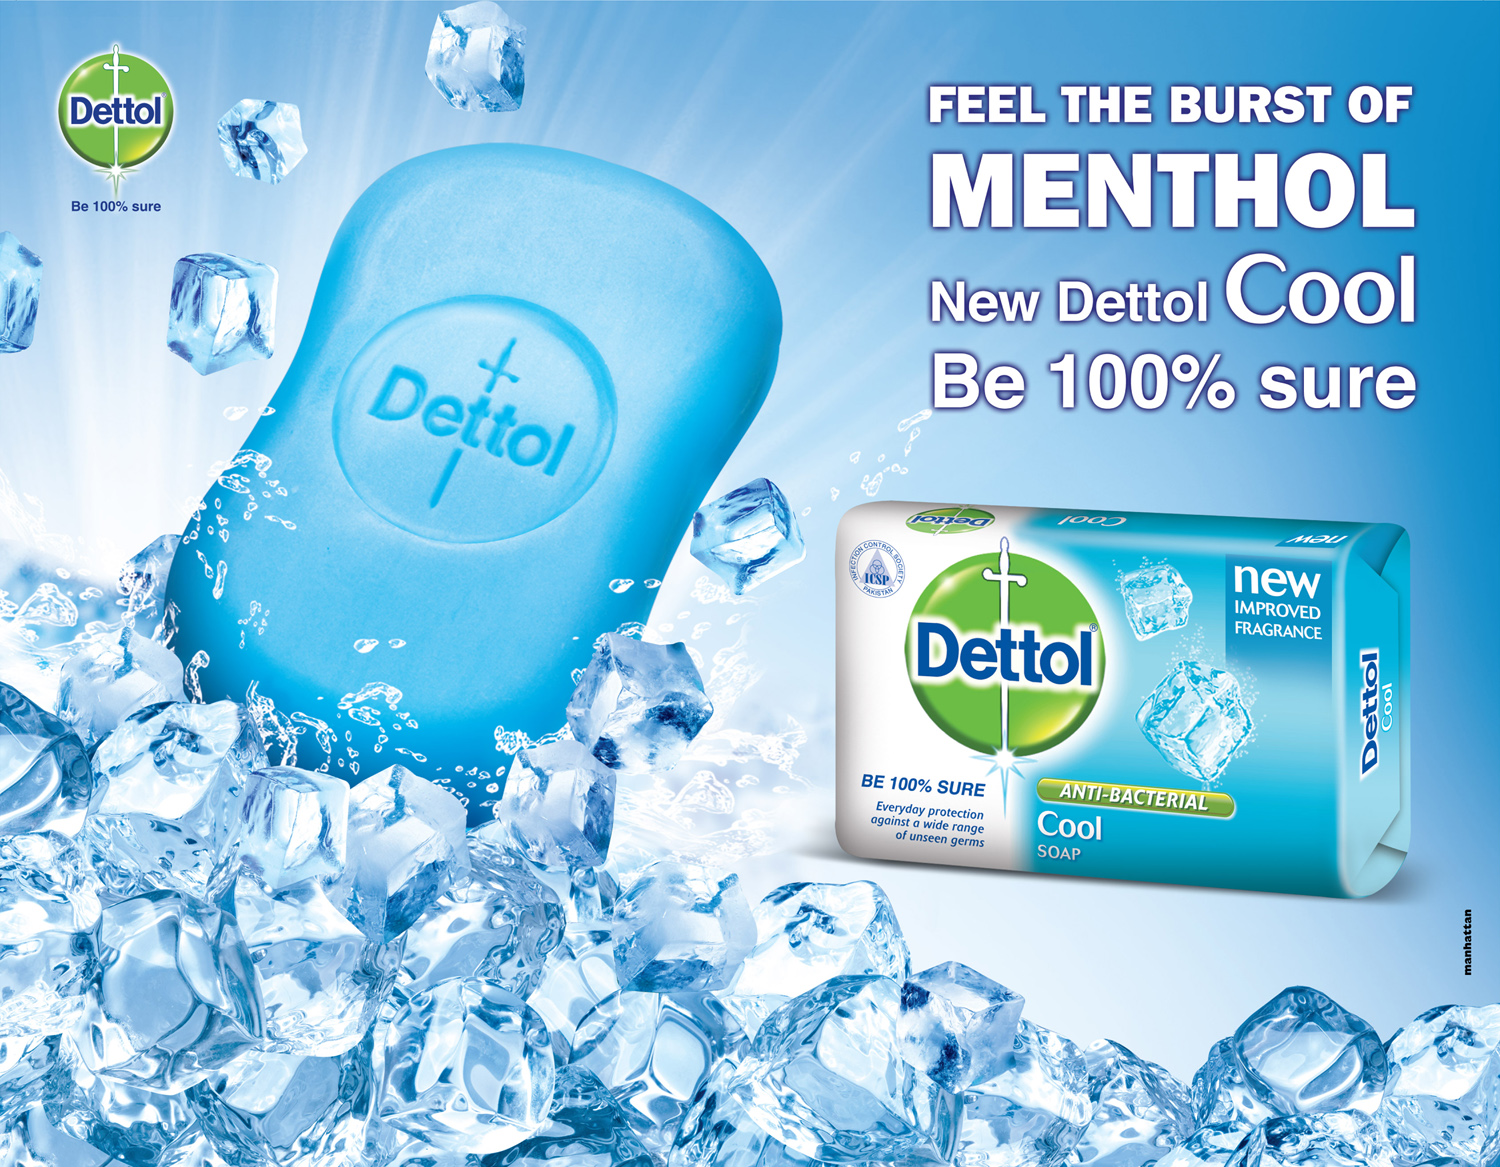 Dettol
Be 100% sure
FEEL THE BURST OF
MENTHOL
New Dettol Cool
Be 100% sure
Dettol
Dettol
Cool
new
INFECTION CONTROL SOCIETY
ICSP
PAKISTAN
Dettol®
new
IMPROVED
FRAGRANCE
BE 100% SURE
Everyday protection
against a wide range
of unseen germs
ANTI-BACTERIAL
Cool
SOAP
Dettol
Cool
manhattan